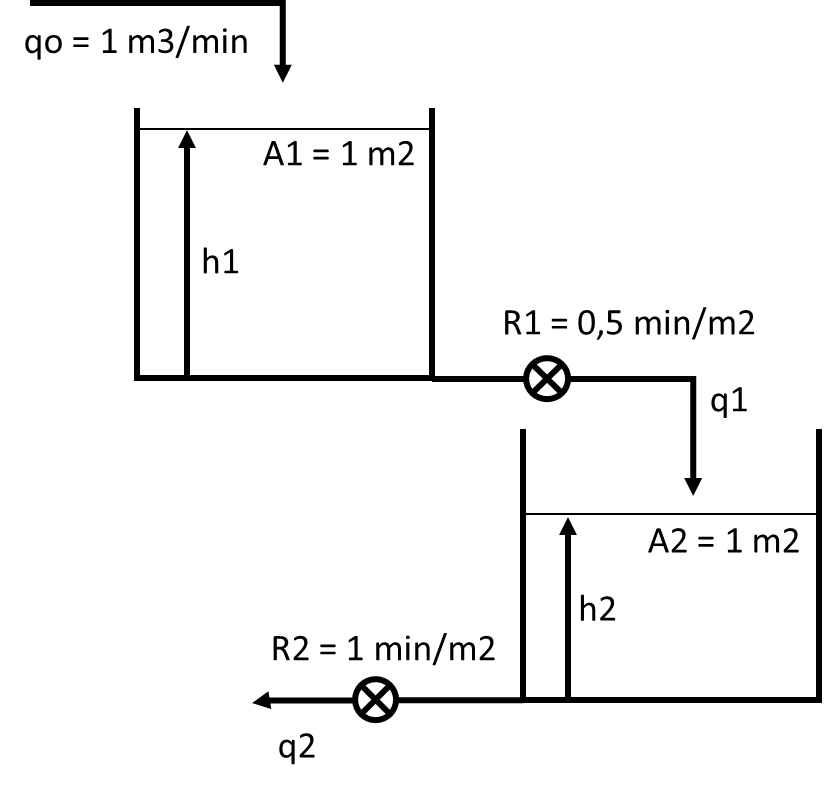 qo = 1 m3/min
A1 = 1 m2
h1
R1 = 0,5 min/m2
q1
A2 = 1 m2
h2
R2 = 1 min/m2
q2